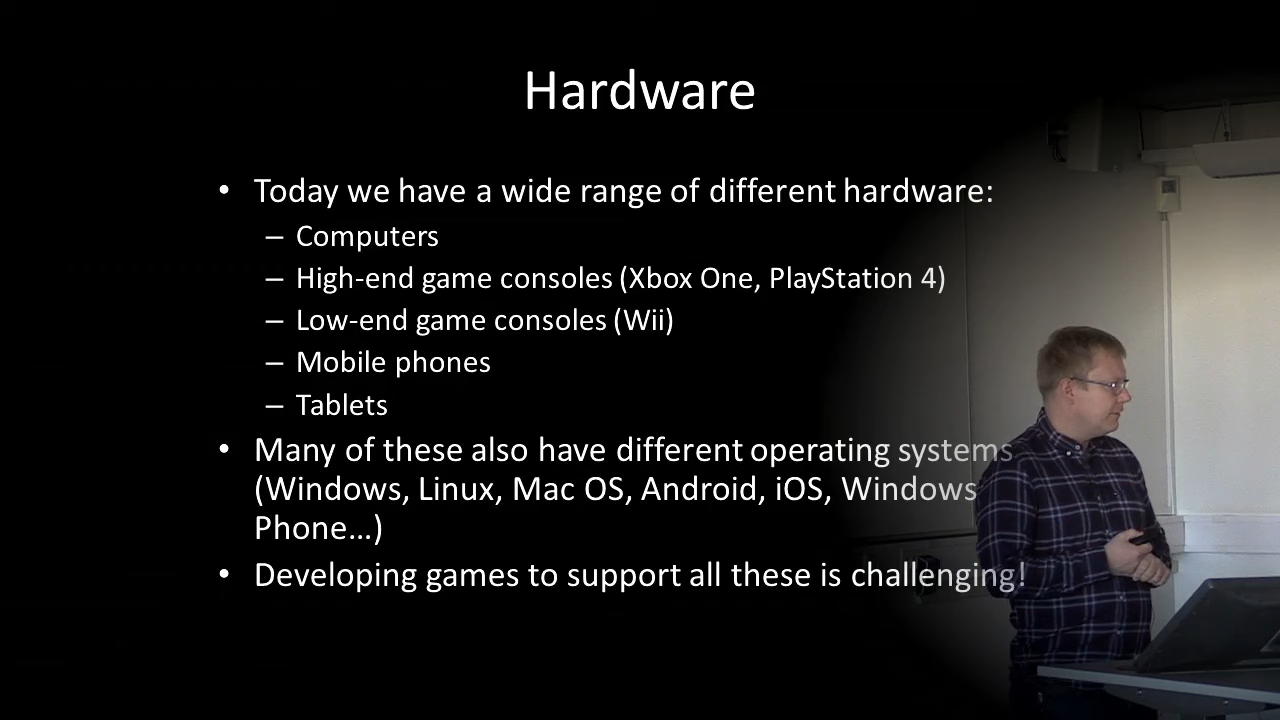 Hardware
• Today we have a wide range of different hardware:
– Computers
– High-end game consoles (Xbox One, PlayStation 4)
– Low-end game consoles (Wii)
– Mobile phones
– Tablets
• Many of these also have different operating systems
(Windows, Linux, Mac OS, Android, iOS, Windows
Phone…)
• Developing games to support all these is challenging!